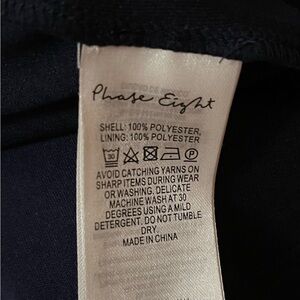 Phase Eight
SHELL: 100% POLYESTER,
LINING: 100% POLYESTER
30
P
AVOID CATCHING YARNS ON
SHARP ITEMS DURING WEAR
OR WASHING. DELICATE
MACHINE WASH AT 30
DEGREES USING A MILD
DETERGENT. DO NOT TUMBLE
DRY.
MADE IN CHINA